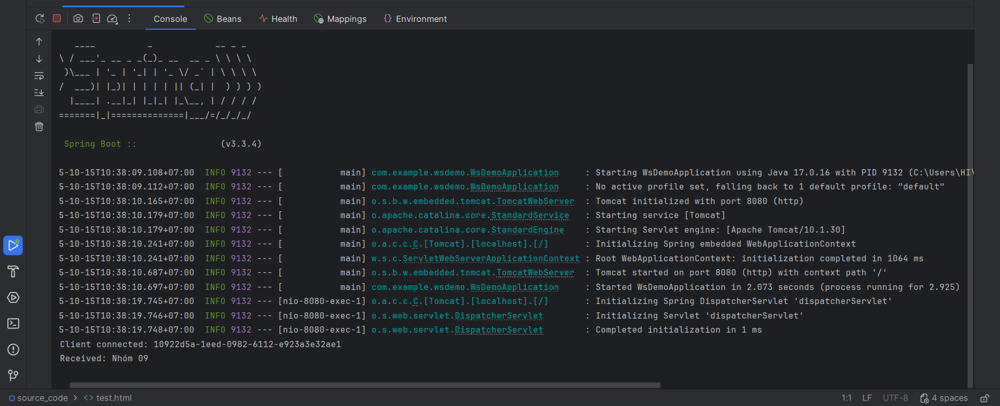 Console Beans Health Mappings Environment
  ____          _            __ _ _
\ / ___'_ __ _ _(_)_ __  __ _ \ \ \ \
 )\___ | '_ | '_| | '_ \/ _` | \ \ \ \
/  ___)| |_)| | | | | || (_| |  ) ) ) )
  |____| .__|_| |_|_| |_\__, | / / / /
=======|_|==============|___/=/_/_/_/
Spring Boot :: (v3.3.4)
5-10-15T10:38:09.108+07:00 INFO 9132 --- [ main] com.example.wsdemo.WsDemoApplication : Starting WsDemoApplication using Java 17.0.16 with PID 9132 (C:\Users\HI\
5-10-15T10:38:09.112+07:00 INFO 9132 --- [ main] com.example.wsdemo.WsDemoApplication : No active profile set, falling back to 1 default profile: "default"
5-10-15T10:38:10.165+07:00 INFO 9132 --- [ main] o.s.b.w.embedded.tomcat.TomcatWebServer : Tomcat initialized with port 8080 (http)
5-10-15T10:38:10.179+07:00 INFO 9132 --- [ main] o.apache.catalina.core.StandardService : Starting service [Tomcat]
5-10-15T10:38:10.179+07:00 INFO 9132 --- [ main] o.apache.catalina.core.StandardEngine : Starting Servlet engine: [Apache Tomcat/10.1.30]
5-10-15T10:38:10.241+07:00 INFO 9132 --- [ main] o.a.c.c.C.[Tomcat].[localhost].[/] : Initializing Spring embedded WebApplicationContext
5-10-15T10:38:10.241+07:00 INFO 9132 --- [ main] w.s.c.ServletWebServerApplicationContext : Root WebApplicationContext: initialization completed in 1064 ms
5-10-15T10:38:10.687+07:00 INFO 9132 --- [ main] o.s.b.w.embedded.tomcat.TomcatWebServer : Tomcat started on port 8080 (http) with context path '/'
5-10-15T10:38:10.697+07:00 INFO 9132 --- [ main] com.example.wsdemo.WsDemoApplication : Started WsDemoApplication in 2.073 seconds (process running for 2.925)
5-10-15T10:38:19.745+07:00 INFO 9132 --- [nio-8080-exec-1] o.a.c.c.C.[Tomcat].[localhost].[/] : Initializing Spring DispatcherServlet 'dispatcherServlet'
5-10-15T10:38:19.746+07:00 INFO 9132 --- [nio-8080-exec-1] o.s.web.servlet.DispatcherServlet : Initializing Servlet 'dispatcherServlet'
5-10-15T10:38:19.748+07:00 INFO 9132 --- [nio-8080-exec-1] o.s.web.servlet.DispatcherServlet : Completed initialization in 1 ms
Client connected: 10922d5a-1eed-0982-6112-e923a3e32ae1
Received: Nhóm 09
source_code > <> test.html 1:1 LF UTF-8 4 spaces